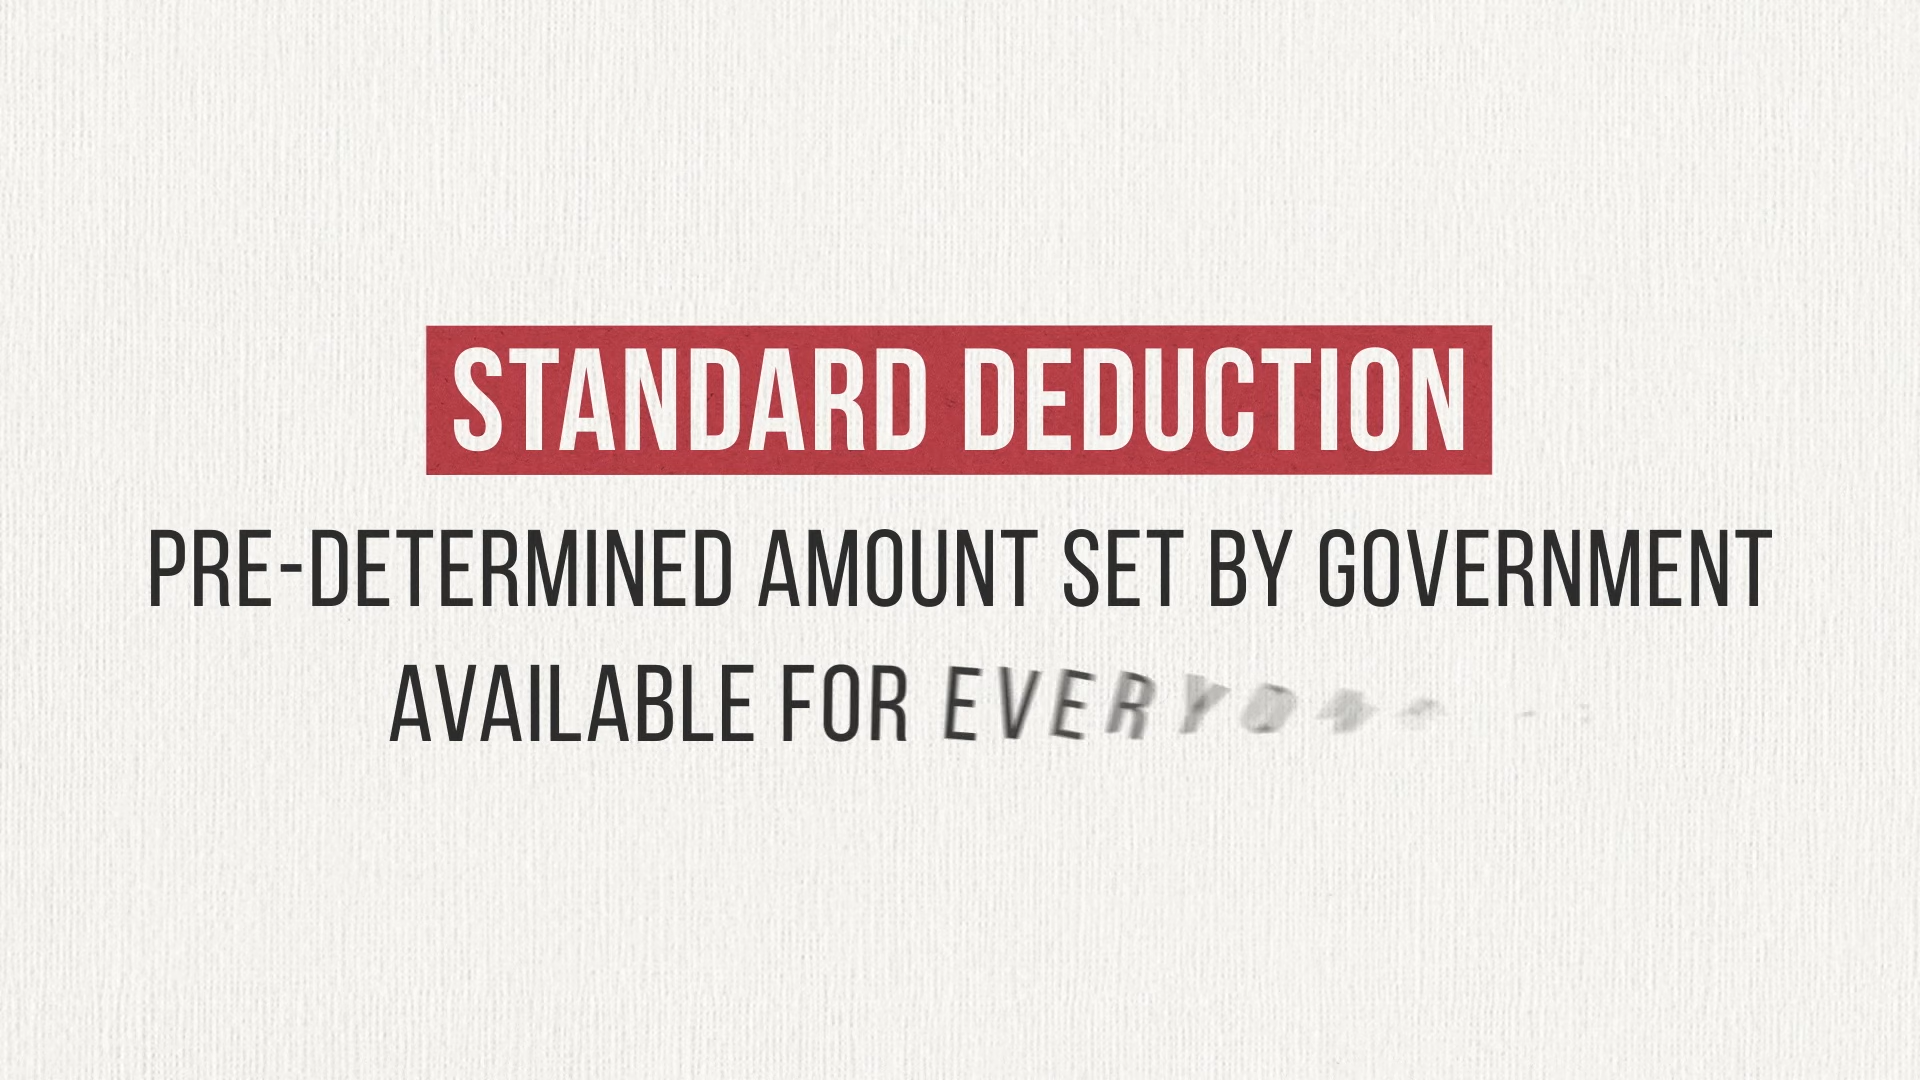 STANDARD DEDUCTION
PRE-DETERMINED AMOUNT SET BY GOVERNMENT
AVAILABLE FOR